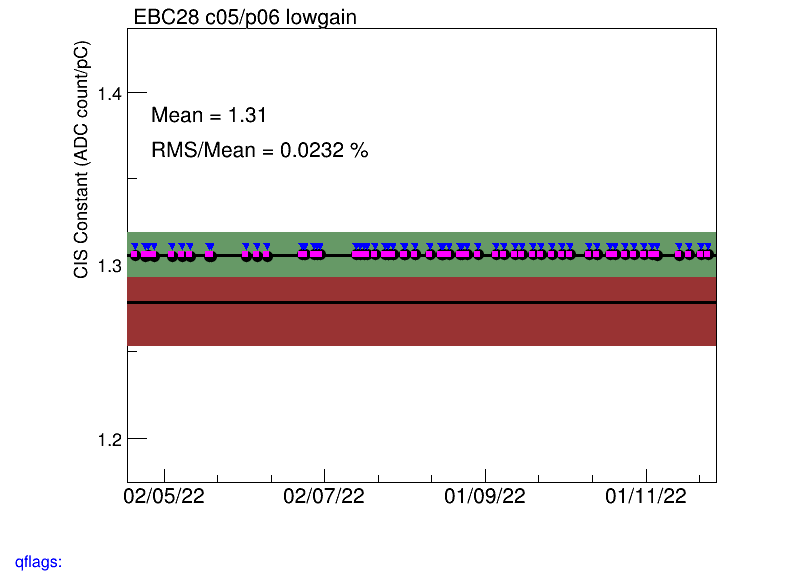 EBC28 c05/p06 lowgain
CIS Constant (ADC count/pC)
Mean = 1.31
RMS/Mean = 0.0232 %
1.4
1.3
1.2
02/05/22 02/07/22 01/09/22 01/11/22
qflags: